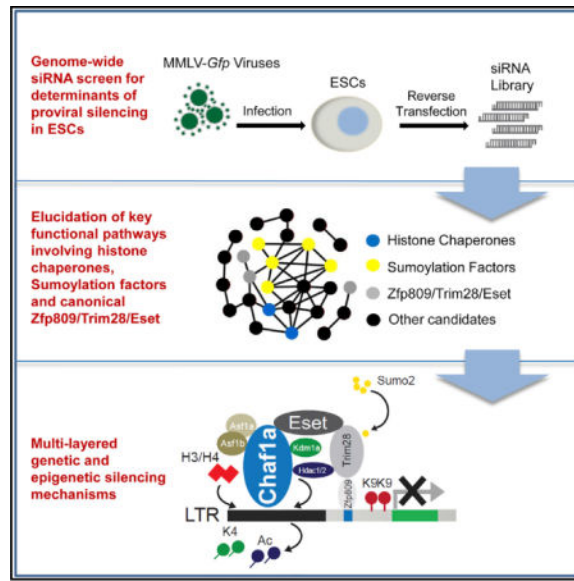 Genome-wide
siRNA screen for
determinants of
proviral silencing
in ESCs
MMLV-Gfp Viruses
Infection
ESCs
Reverse
Transfection
siRNA
Library
Elucidation of key
functional pathways
involving histone
chaperones,
Sumoylation factors
and canonical
Zfp809/Trim28/Eset
Histone Chaperones
Sumoylation Factors
Zfp809/Trim28/Eset
Other candidates
Multi-layered
genetic and
epigenetic silencing
mechanisms
Sumo2
Asf1a
Asf1b
Eset
Chaf1a
Kdm1a
Hdac1/2
Trim28
Zfp809
H3/H4
K9K9
LTR
K4
Ac